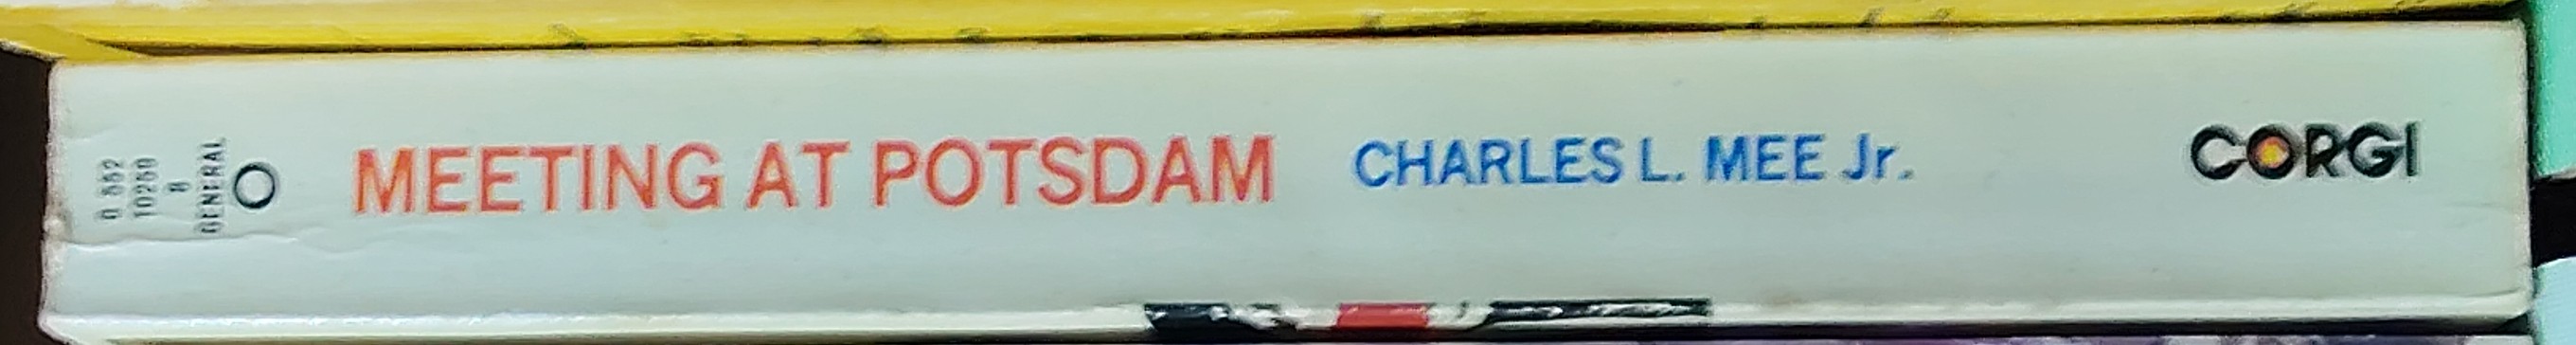 0 552
10250
8
GENERAL
MEETING AT POTSDAM CHARLES L. MEE Jr. CORGI